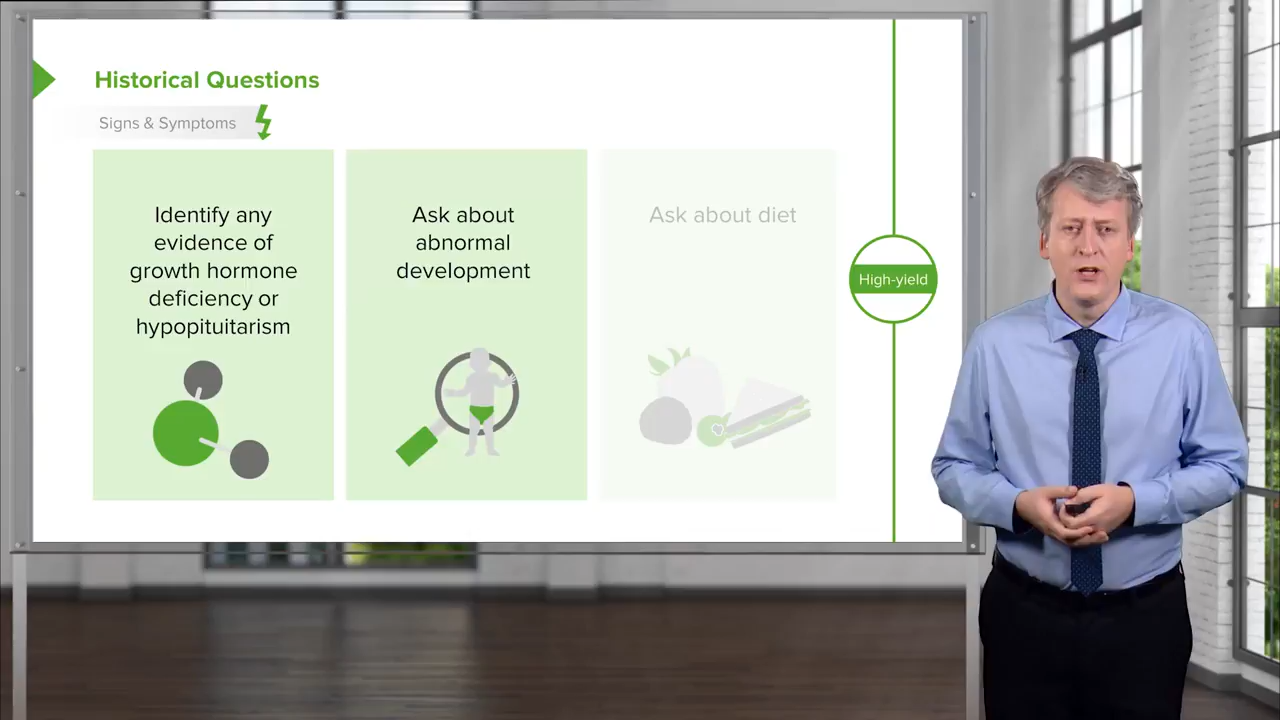 Historical Questions
Signs & Symptoms
Identify any
evidence of
growth hormone
deficiency or
hypopituitarism
Ask about
abnormal
development
Ask about diet
High-yield